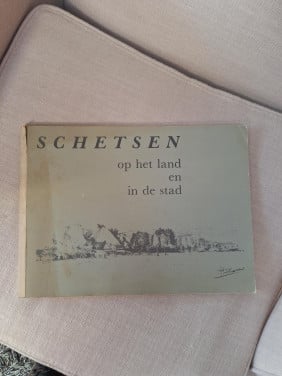 SCHETSEN
op het land
en
in de stad